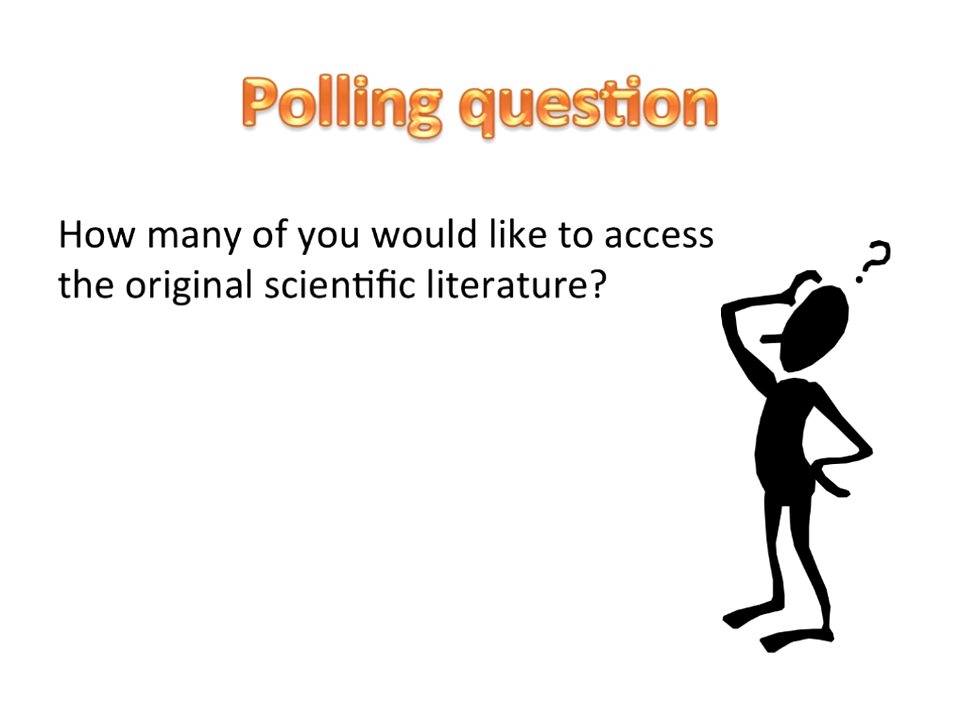 Polling question
How many of you would like to access
the original scientific literature?
?